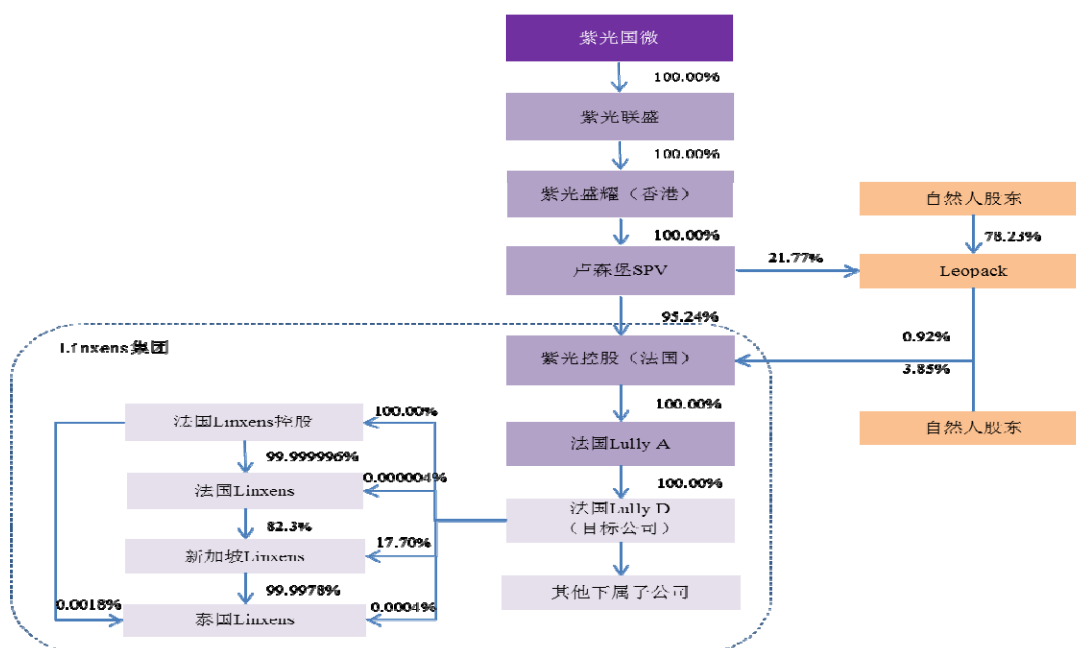 紫光国微
100.00%
紫光联盛
100.00%
紫光盛耀（香港）
自然人股东
100.00%
78.23%
卢森堡SPV
21.77%
Leopack
95.24%
Linxens集团
0.92%
紫光控股（法国）
3.85%
100.00%
法国Linxens控股
100.00%
自然人股东
法国Lully A
99.999996%
0.000004%
100.00%
法国Linxens
法国Lully D
（目标公司）
82.3%
17.70%
新加坡Linxens
99.9978%
其他下属子公司
0.0018%
0.0004%
泰国Linxens